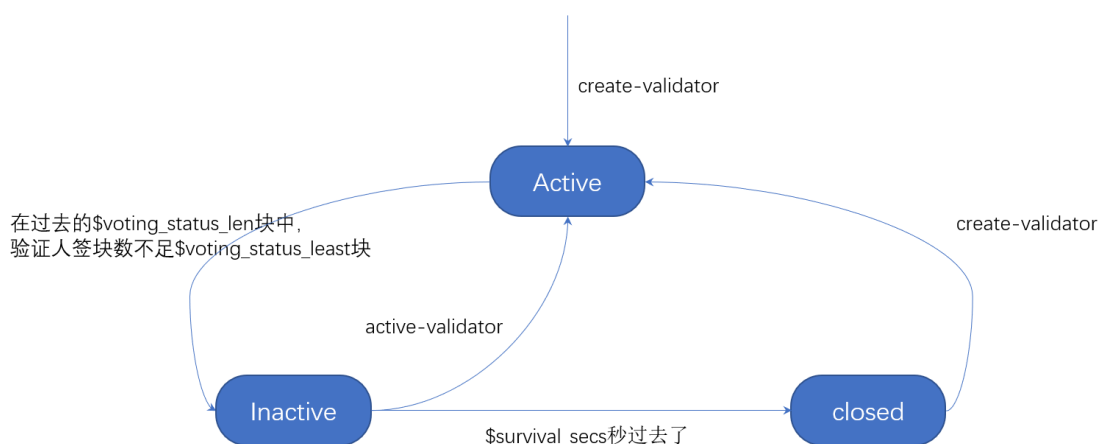 create-validator
Active
在过去的$voting_status_len块中,
验证人签块数不足$voting_status_least块
create-validator
active-validator
Inactive
closed
$survival_secs秒过去了